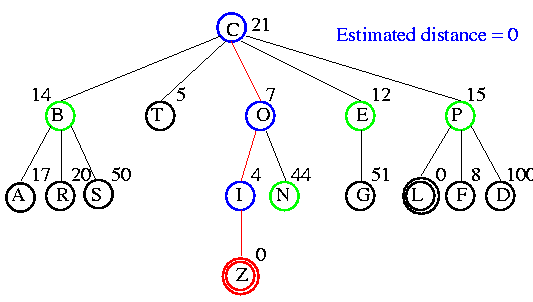 C 21
Estimated distance = 0
14 5 7 12 15
B T O E P
17 20 50 4 44 51 0 8 100
A R S I N G L F D
0
Z